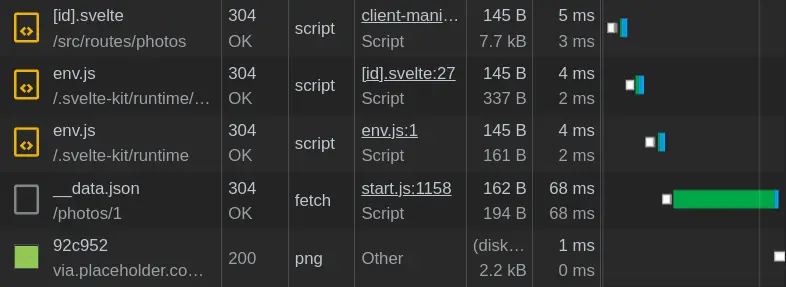 [id].svelte 304 script client-mani… 145 B 5 ms
/src/routes/photos OK Script 7.7 kB 3 ms
env.js 304 script [id].svelte:27 145 B 4 ms
/.svelte-kit/runtime/… OK Script 337 B 2 ms
env.js 304 script env.js:1 145 B 4 ms
/.svelte-kit/runtime OK Script 161 B 2 ms
__data.json 304 fetch start.js:1158 162 B 68 ms
/photos/1 OK Script 194 B 68 ms
92c952 200 png Other (disk… 1 ms
via.placeholder.co… 2.2 kB 0 ms